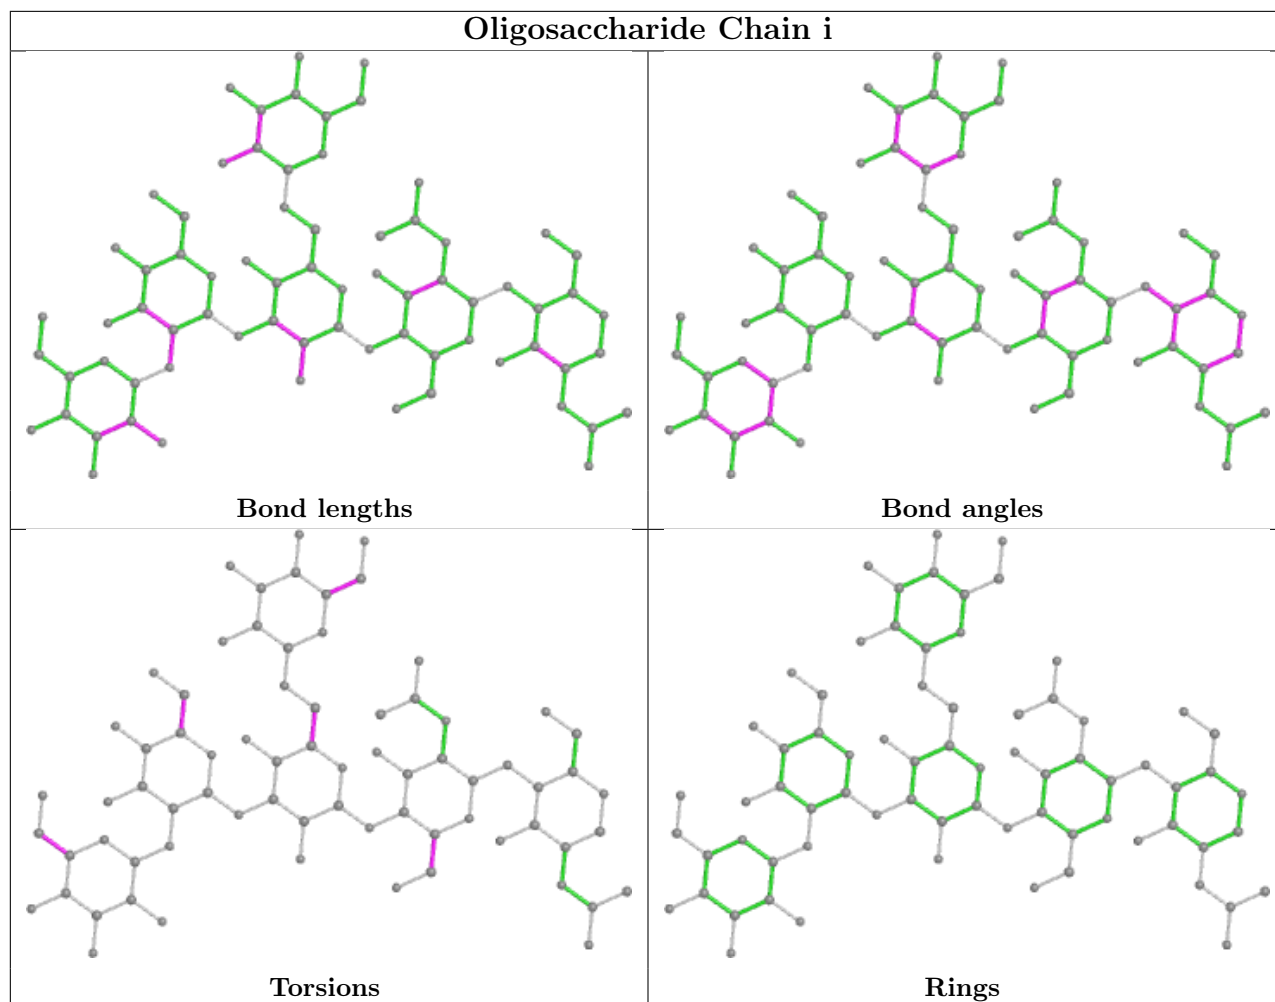 Oligosaccharide Chain i
Bond lengths
Bond angles
Torsions
Rings